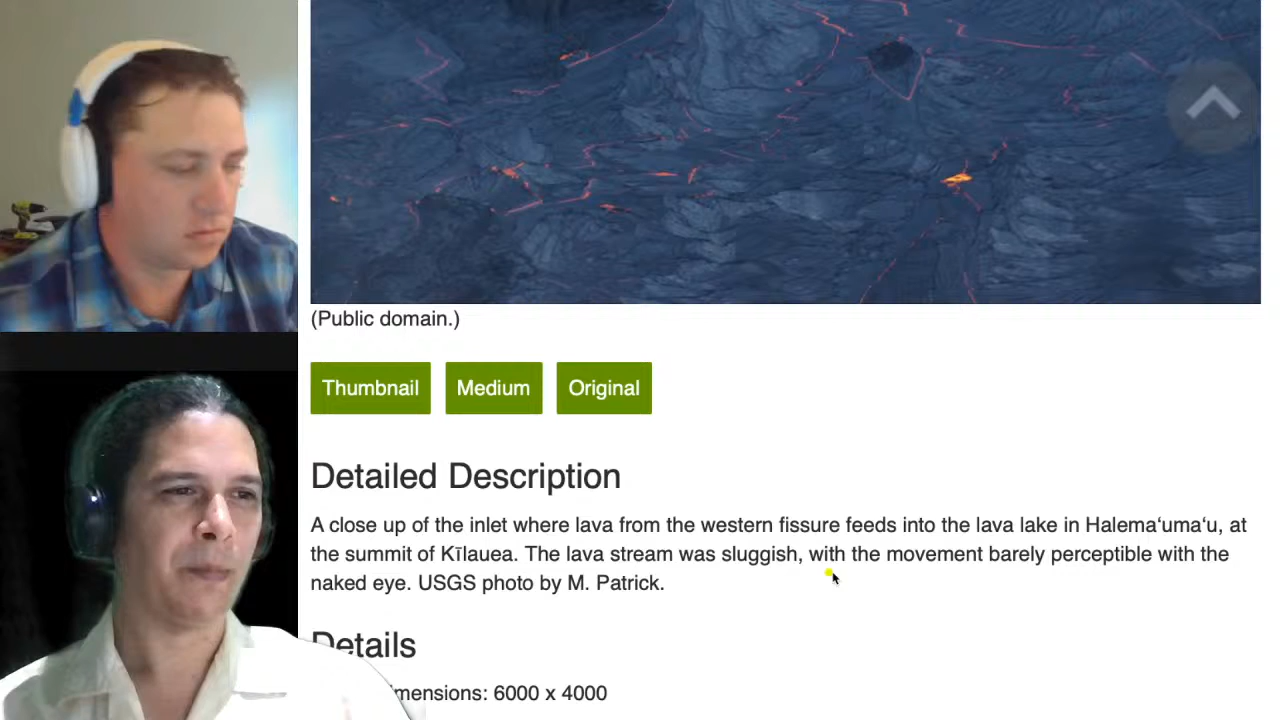 (Public domain.)
Thumbnail Medium Original
Detailed Description
A close up of the inlet where lava from the western fissure feeds into the lava lake in Halemaʻumaʻu, at
the summit of Kīlauea. The lava stream was sluggish, with the movement barely perceptible with the
naked eye. USGS photo by M. Patrick.
Details
6000 x 4000